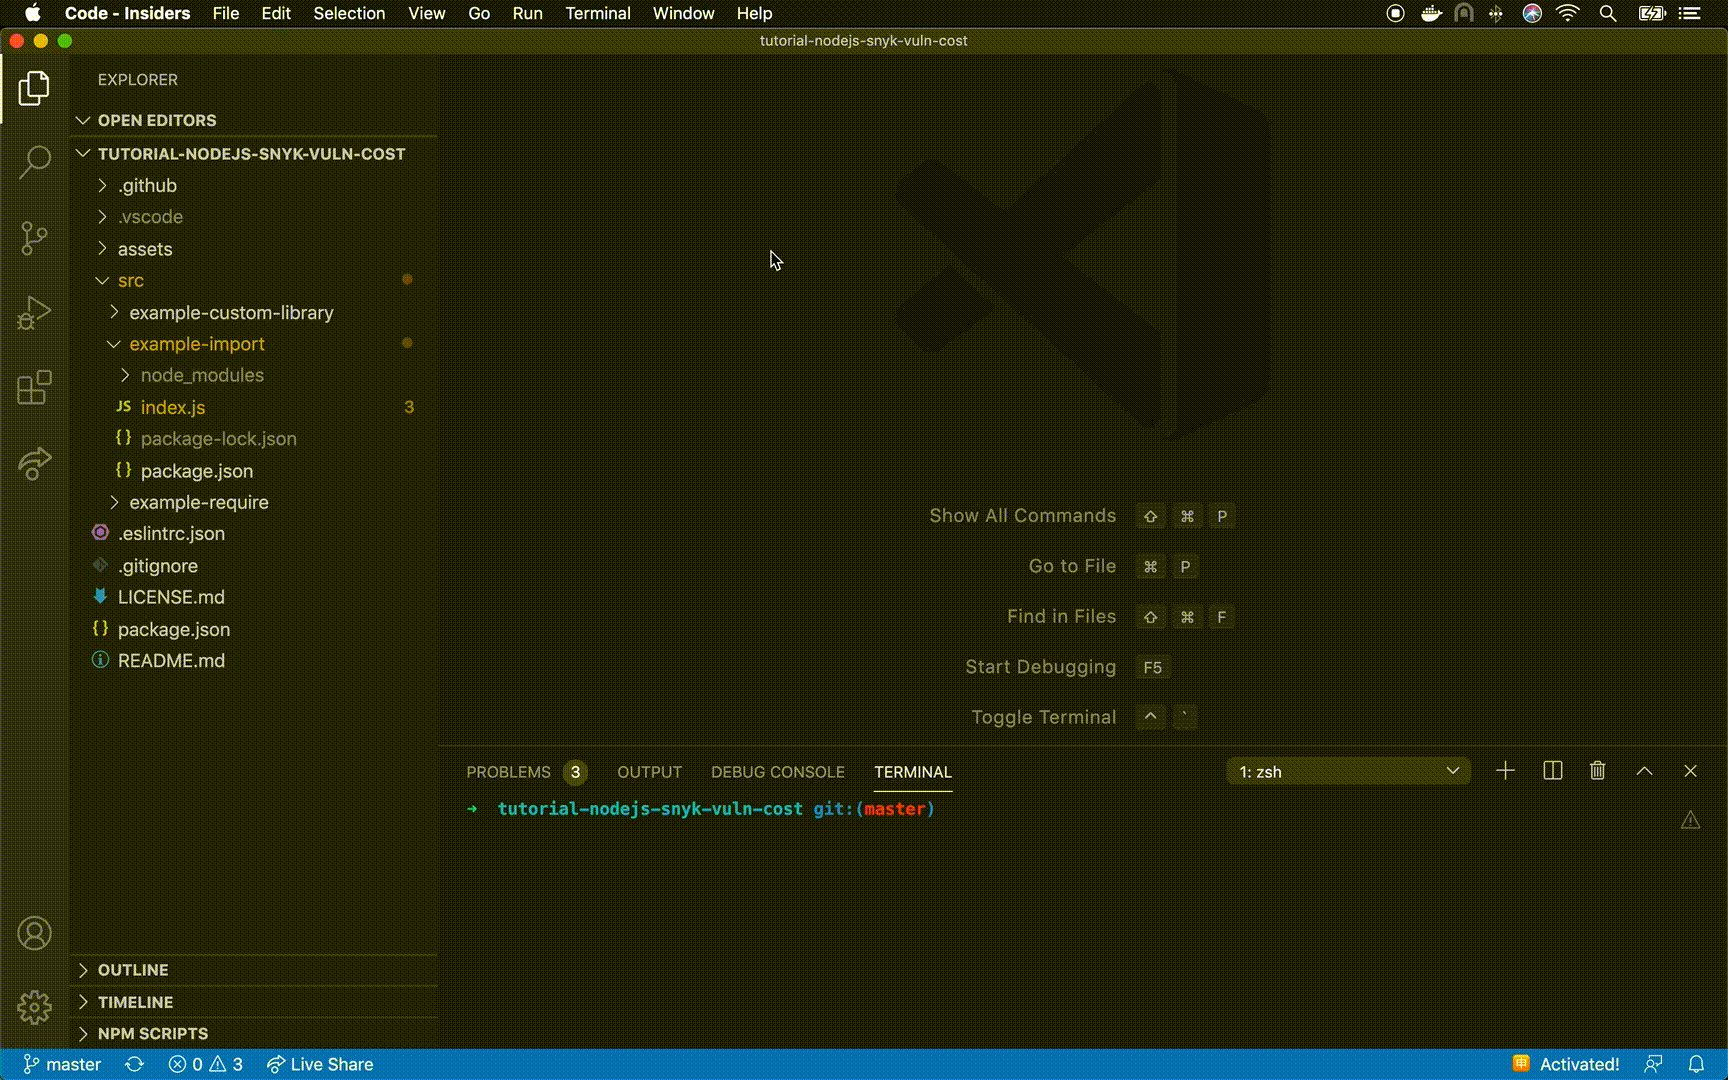 Code - Insiders File Edit Selection View Go Run Terminal Window Help
tutorial-nodejs-snyk-vuln-cost
EXPLORER
OPEN EDITORS
TUTORIAL-NODEJS-SNYK-VULN-COST
.github
.vscode
assets
src
example-custom-library
example-import
node_modules
JS index.js 3
{} package-lock.json
{} package.json
example-require
.eslintrc.json
.gitignore
LICENSE.md
{} package.json
README.md
OUTLINE
TIMELINE
NPM SCRIPTS
Show All Commands ⇧ ⌘ P
Go to File ⌘ P
Find in Files ⇧ ⌘ F
Start Debugging F5
Toggle Terminal ^ `
PROBLEMS 3 OUTPUT DEBUG CONSOLE TERMINAL 1: zsh
➜ tutorial-nodejs-snyk-vuln-cost git:(master)
master 0 3 Live Share Activated!